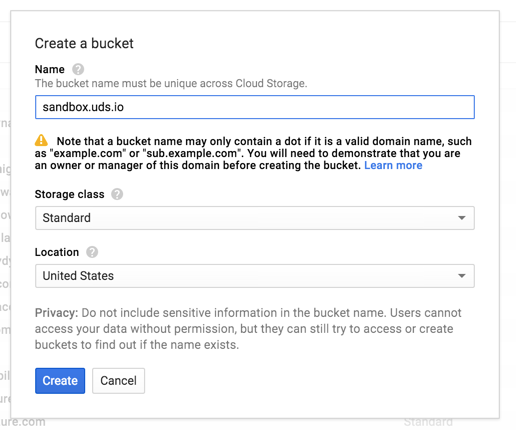 Create a bucket
Name ?
The bucket name must be unique across Cloud Storage.
sandbox.uds.io
Note that a bucket name may only contain a dot if it is a valid domain name, such
as "example.com" or "sub.example.com". You will need to demonstrate that you are
an owner or manager of this domain before creating the bucket. Learn more
Storage class ?
Standard
Location ?
United States
Privacy: Do not include sensitive information in the bucket name. Users cannot
access your data without permission, but they can still try to access or create
buckets to find out if the name exists.
Create Cancel
ure.com Standard